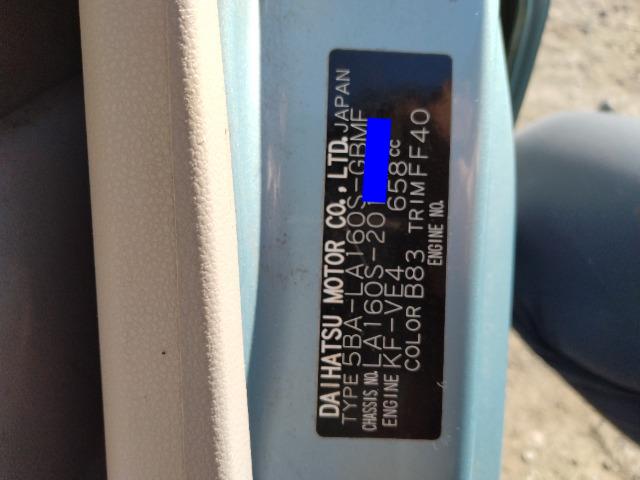 DAIHATSU MOTOR CO., LTD. JAPAN
TYPE 5BA-LA160S-GBMF
CHASSIS NO. LA160S-201
ENGINE KF-VE4 658cc
COLOR B83 TRIM FF40
ENGINE NO.